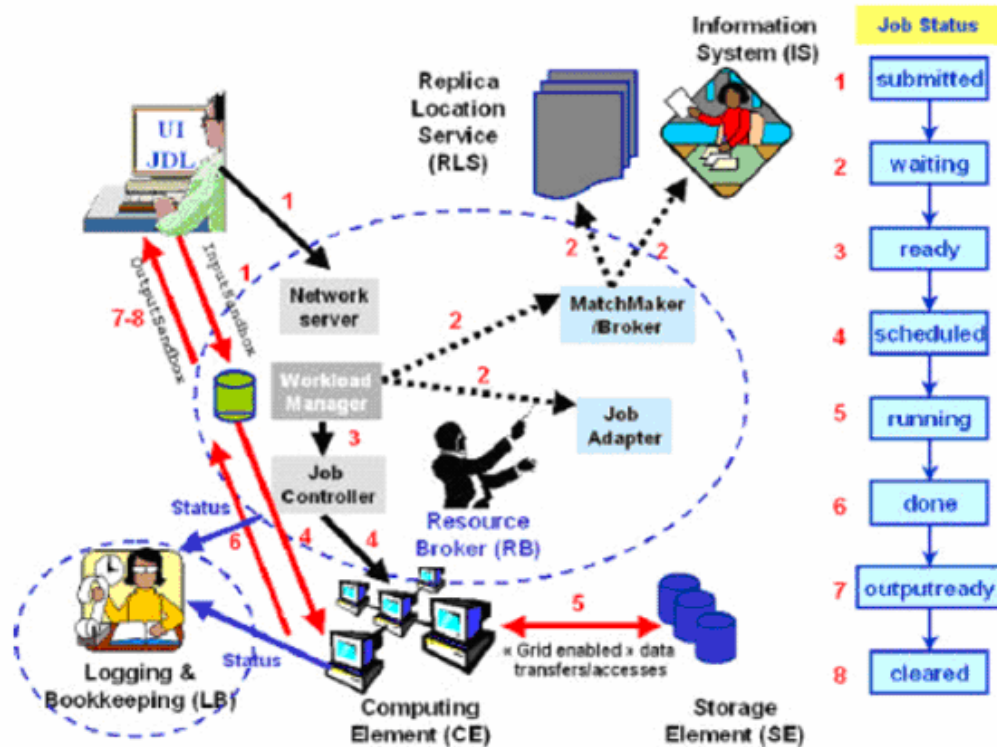 Information
System (IS)
Replica
Location
Service
(RLS)
UI
JDL
1
1
InputSandbox
7-8
OutputSandbox
2
2
Network
server
2
MatchMaker
/Broker
Workload
Manager
2
Job
Adapter
3
Job
Controller
Resource
Broker (RB)
Status
6
4
4
5
« Grid enabled » data
transfers/accesses
Status
Logging &
Bookkeeping (LB)
Computing
Element (CE)
Storage
Element (SE)
Job Status
1 submitted
2 waiting
3 ready
4 scheduled
5 running
6 done
7 outputready
8 cleared